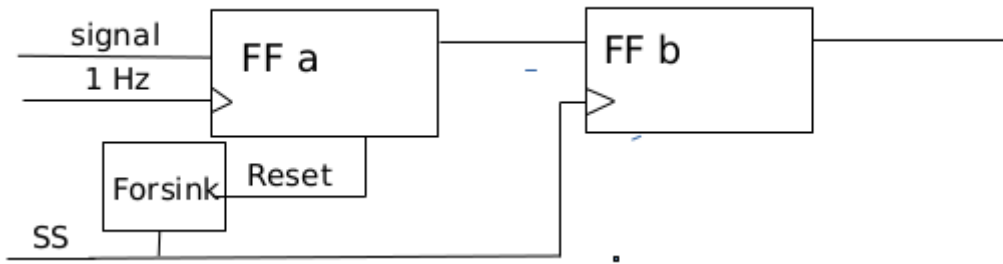 signal
1 Hz
FF a
FF b
Forsink
Reset
SS